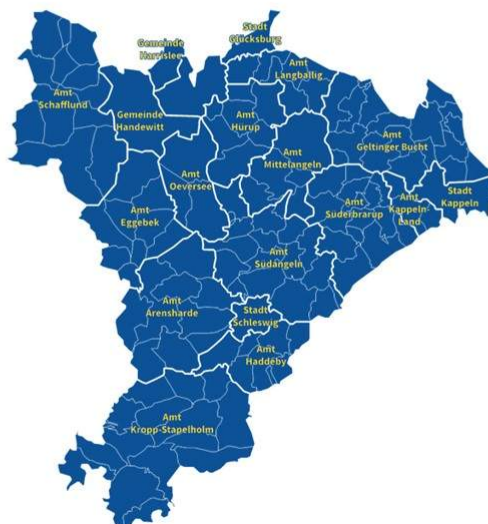 Stadt
Glücksburg
Gemeinde
Harrislee
Amt
Langballig
Amt
Schafflund
Gemeinde
Handewitt
Amt
Hürup
Amt
Geltinger Bucht
Amt
Mittelangeln
Amt
Oeversee
Stadt
Kappeln
Amt
Kappeln-
Land
Amt
Süderbrarup
Amt
Eggebek
Amt
Südangeln
Amt
Arensharde
Stadt
Schleswig
Amt
Haddeby
Amt
Kropp-Stapelholm